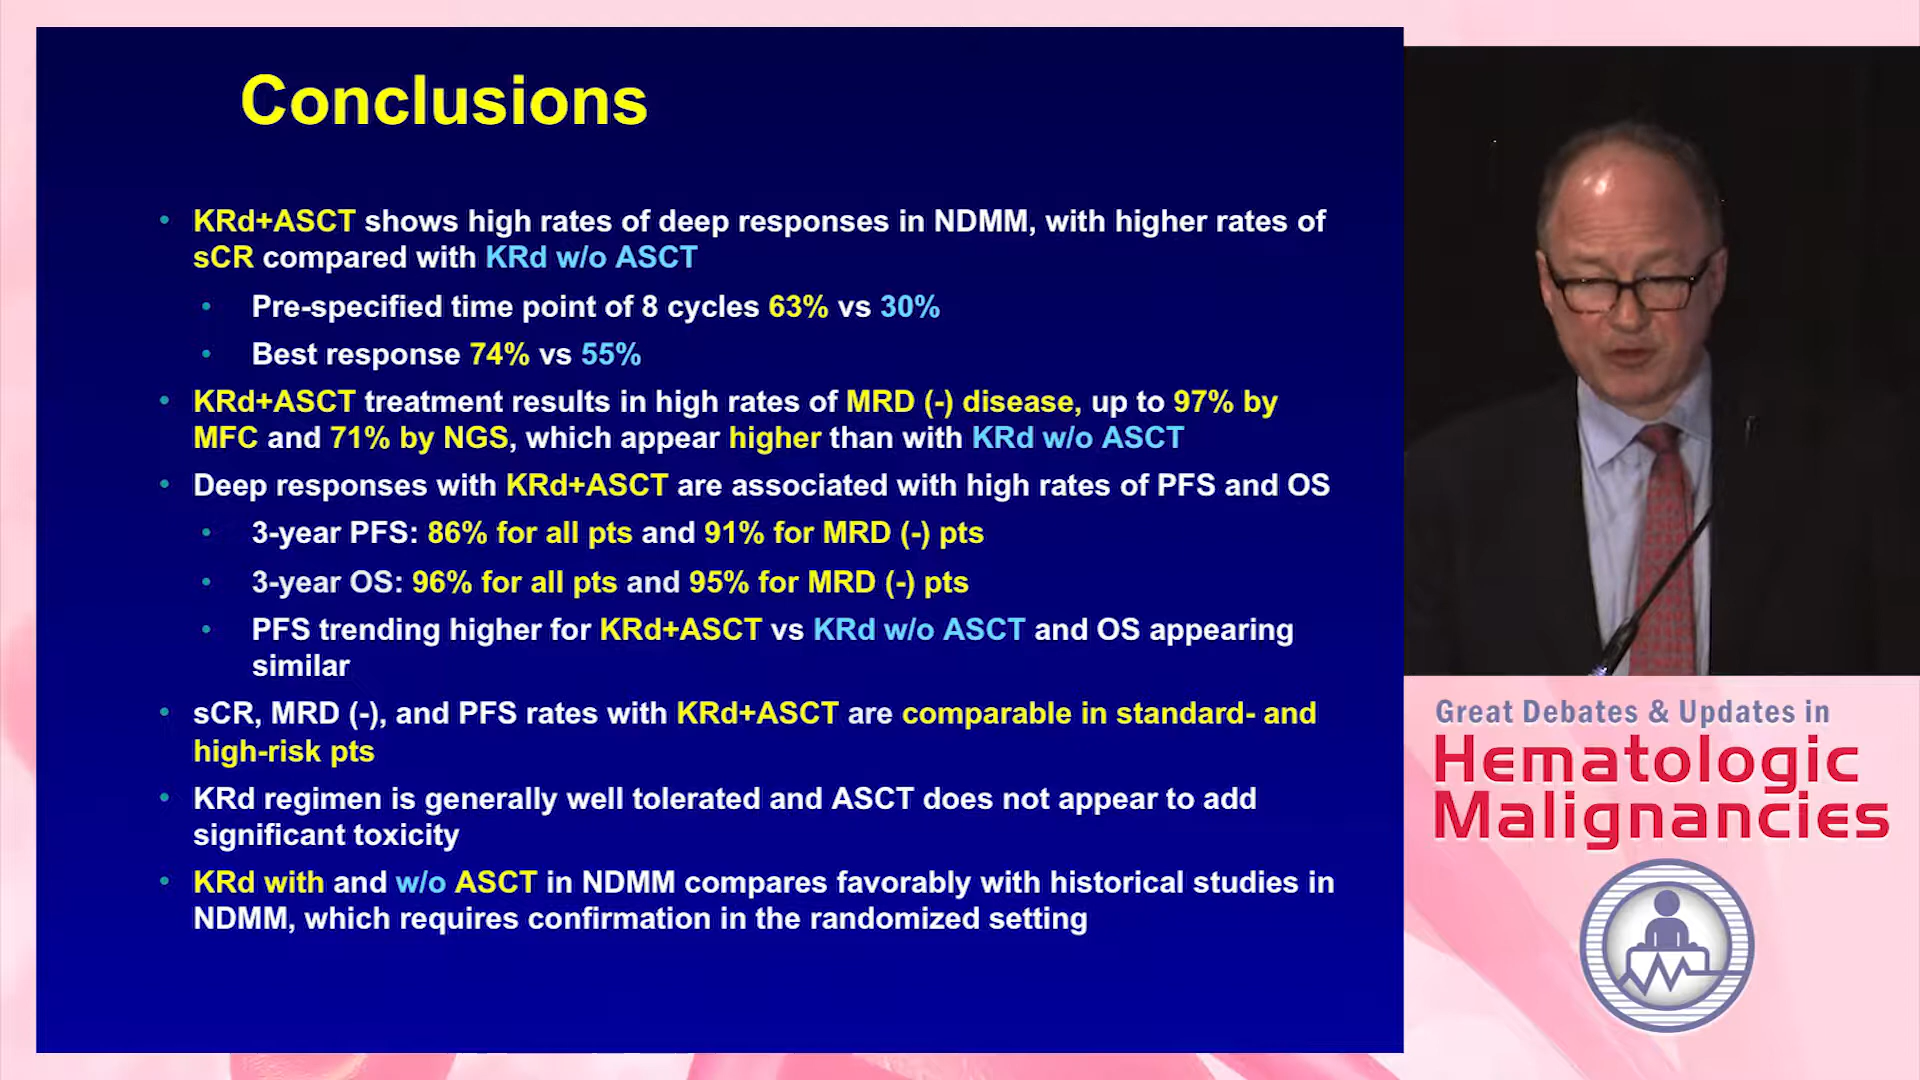 Conclusions
• KRd+ASCT shows high rates of deep responses in NDMM, with higher rates of
sCR compared with KRd w/o ASCT
• Pre-specified time point of 8 cycles 63% vs 30%
• Best response 74% vs 55%
• KRd+ASCT treatment results in high rates of MRD (-) disease, up to 97% by
MFC and 71% by NGS, which appear higher than with KRd w/o ASCT
• Deep responses with KRd+ASCT are associated with high rates of PFS and OS
• 3-year PFS: 86% for all pts and 91% for MRD (-) pts
• 3-year OS: 96% for all pts and 95% for MRD (-) pts
• PFS trending higher for KRd+ASCT vs KRd w/o ASCT and OS appearing
similar
• sCR, MRD (-), and PFS rates with KRd+ASCT are comparable in standard- and
high-risk pts
• KRd regimen is generally well tolerated and ASCT does not appear to add
significant toxicity
• KRd with and w/o ASCT in NDMM compares favorably with historical studies in
NDMM, which requires confirmation in the randomized setting
Great Debates & Updates in
Hematologic
Malignancies